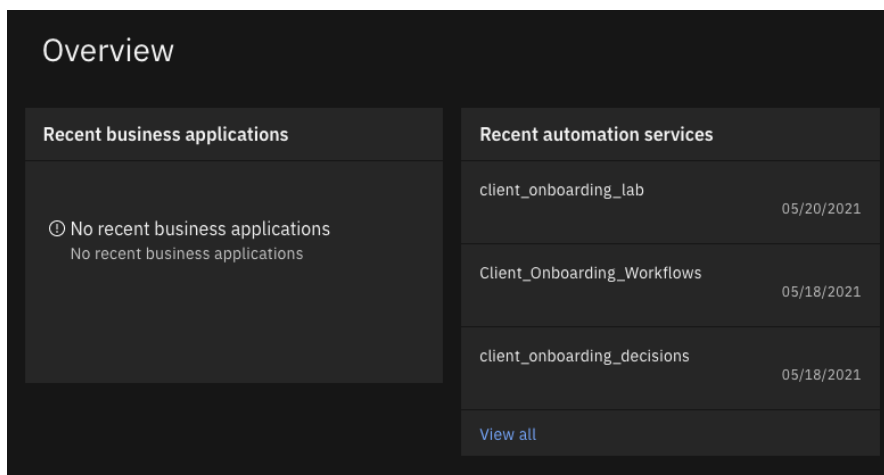 Overview
Recent business applications
No recent business applications
No recent business applications
Recent automation services
client_onboarding_lab
05/20/2021
Client_Onboarding_Workflows
05/18/2021
client_onboarding_decisions
05/18/2021
View all